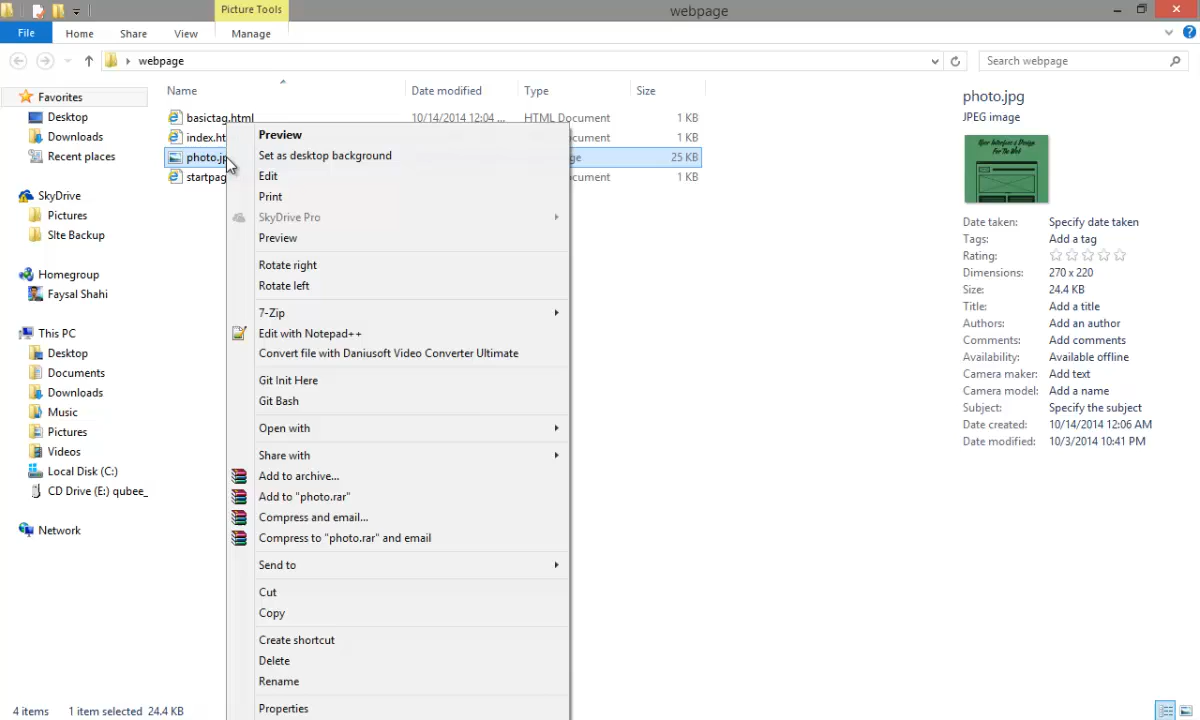 Picture Tools
webpage
File
Home
Share
View
Manage
webpage
Search webpage
Name
Date modified
Type
Size
Favorites
Desktop
Downloads
Recent places
SkyDrive
Pictures
SIte Backup
Homegroup
Faysal Shahi
This PC
Desktop
Documents
Downloads
Music
Pictures
Videos
Local Disk (C:)
CD Drive (E:) qubee_
Network
basictag.html 10/14/2014 12:04 ... HTML Document 1 KB
index.ht cument 1 KB
photo.jp ge 25 KB
startpag cument 1 KB
Preview
Set as desktop background
Edit
Print
SkyDrive Pro
Preview
Rotate right
Rotate left
7-Zip
Edit with Notepad++
Convert file with Daniusoft Video Converter Ultimate
Git Init Here
Git Bash
Open with
Share with
Add to archive...
Add to "photo.rar"
Compress and email...
Compress to "photo.rar" and email
Send to
Cut
Copy
Create shortcut
Delete
Rename
Properties
photo.jpg
JPEG image
User Interface & Design
For The Web
Date taken: Specify date taken
Tags: Add a tag
Rating:
Dimensions: 270 x 220
Size: 24.4 KB
Title: Add a title
Authors: Add an author
Comments: Add comments
Availability: Available offline
Camera maker: Add text
Camera model: Add a name
Subject: Specify the subject
Date created: 10/14/2014 12:06 AM
Date modified: 10/3/2014 10:41 PM
4 items 1 item selected 24.4 KB